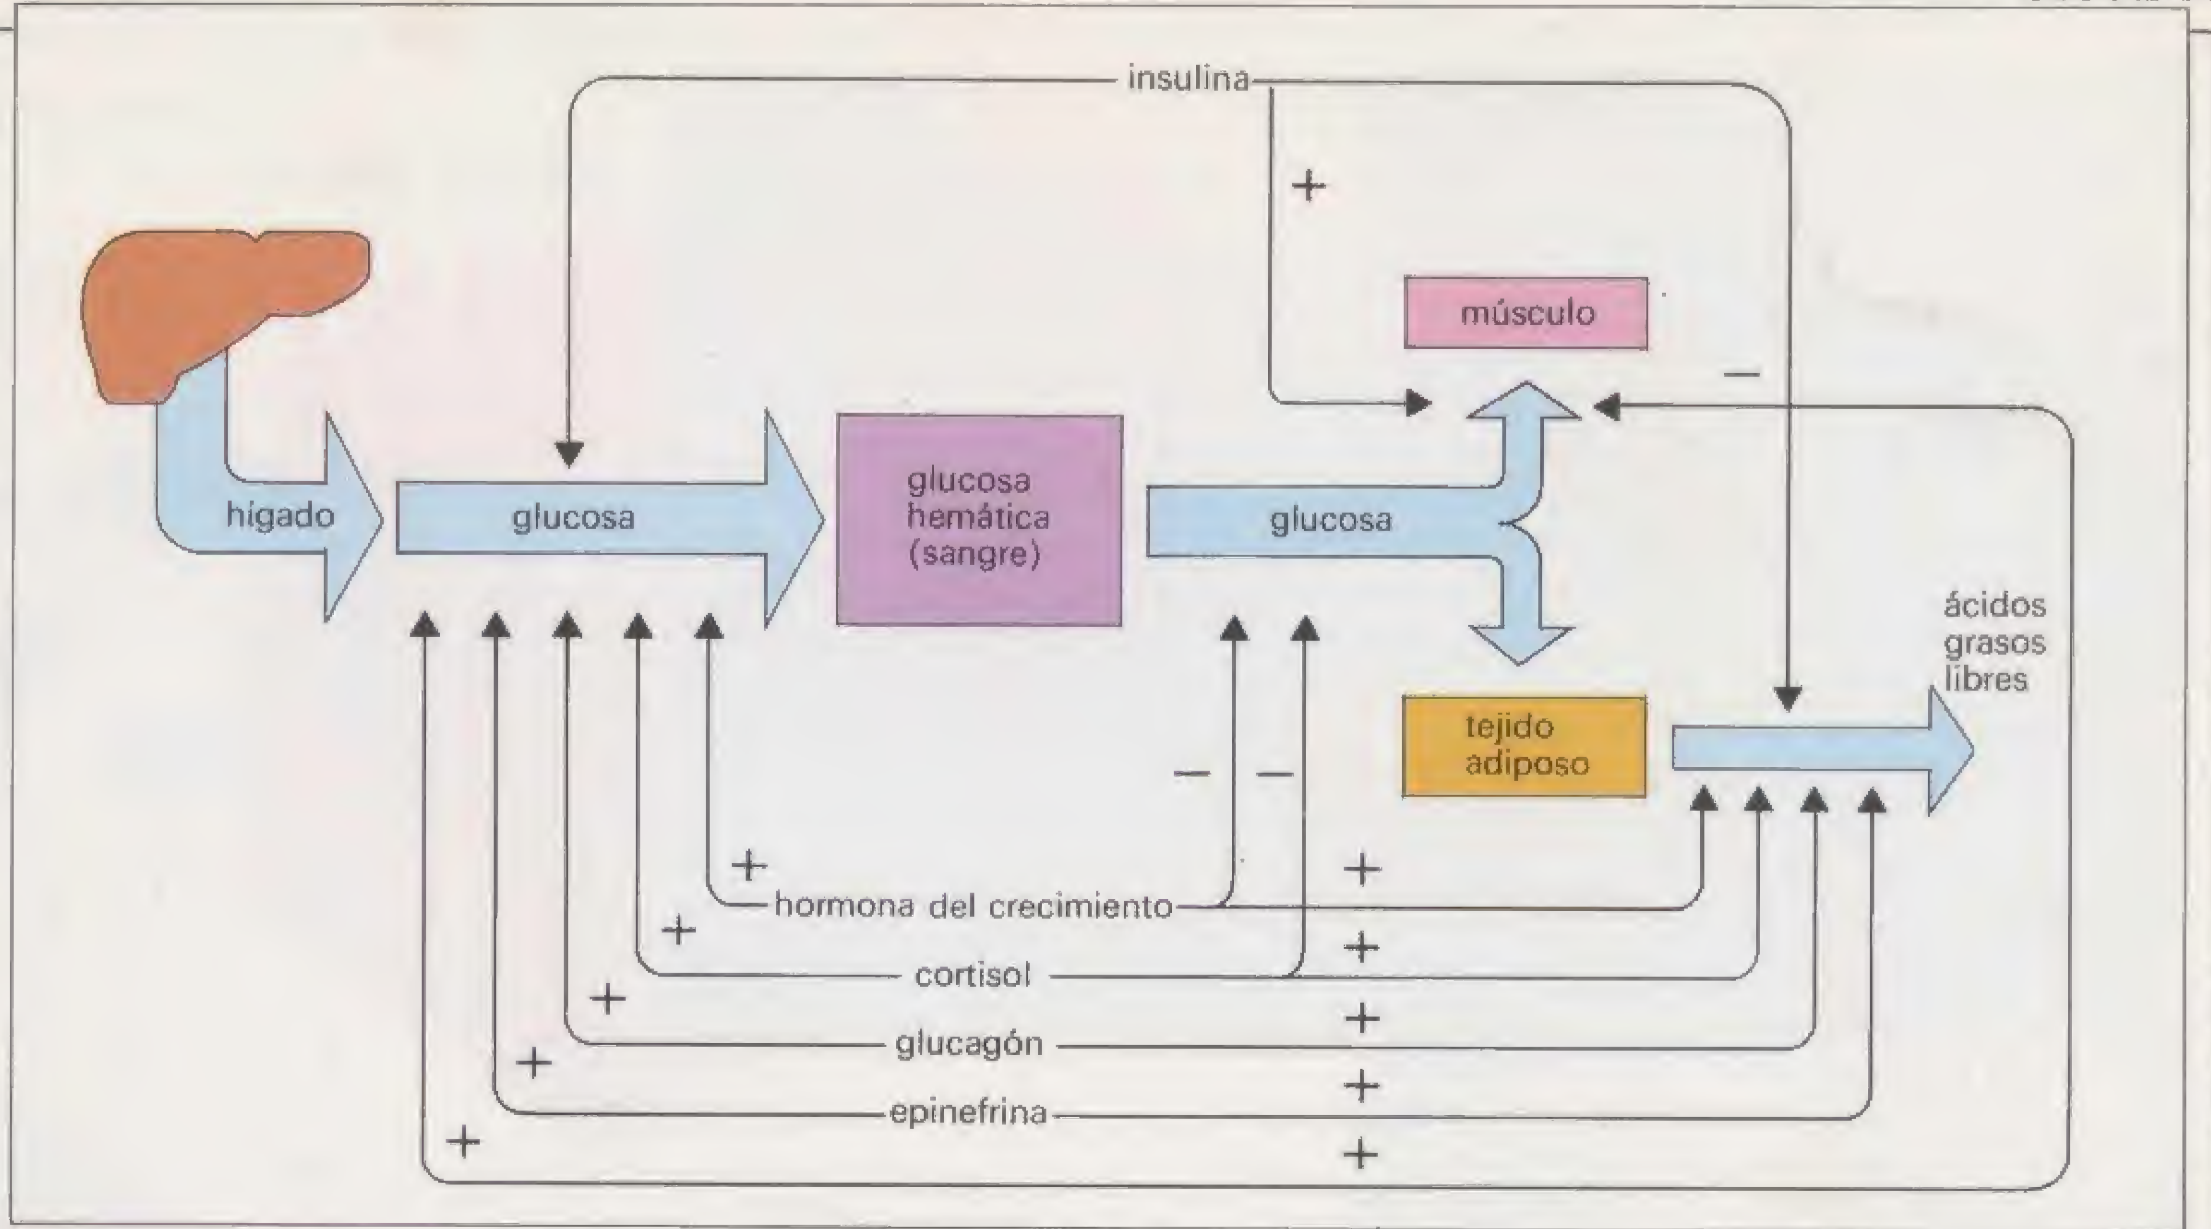 insulina
+
músculo
−
hígado
glucosa
glucosa
hemática
(sangre)
glucosa
ácidos
grasos
libres
tejido
adiposo
− −
+
+
hormona del crecimiento
+
+
cortisol
+
+
glucagón
+
+
epinefrina
+
+